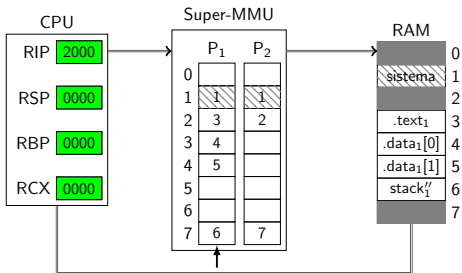 CPU
RIP 2000
RSP 0000
RBP 0000
RCX 0000
Super-MMU
P₁ P₂
0
1 1 1
2 3 2
3 4
4 5
5
6
7 6 7
RAM
0
sistema 1
2
.text₁ 3
.data₁[0] 4
.data₁[1] 5
stack″₁ 6
7